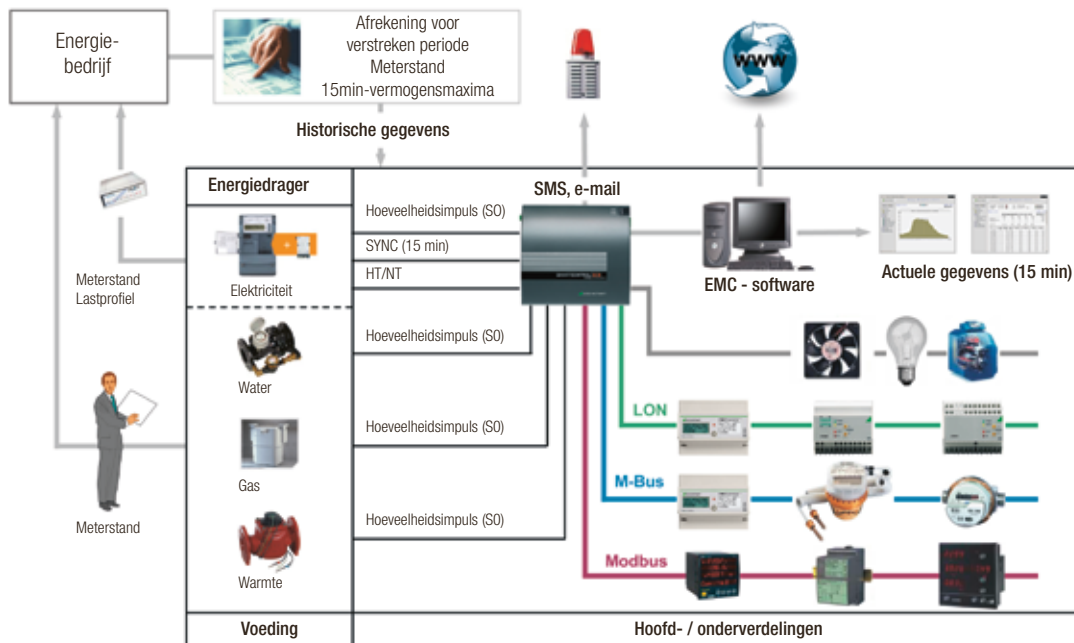 Energie-
bedrijf
Afrekening voor
verstreken periode
Meterstand
15min-vermogensmaxima
Historische gegevens
WWW
Energiedrager
SMS, e-mail
Hoeveelheidsimpuls (S0)
SYNC (15 min)
HT/NT
Elektriciteit
EMC - software
Actuele gegevens (15 min)
Meterstand
Lastprofiel
Hoeveelheidsimpuls (S0)
Water
LON
Hoeveelheidsimpuls (S0)
Gas
M-Bus
Meterstand
Hoeveelheidsimpuls (S0)
Warmte
Modbus
Voeding
Hoofd- / onderverdelingen